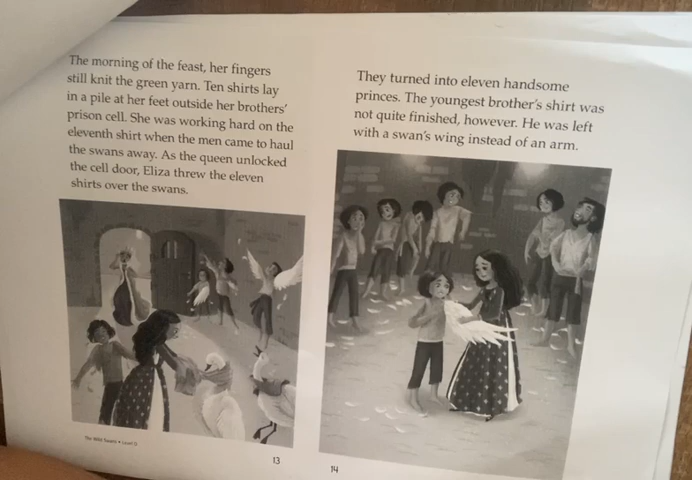 The morning of the feast, her fingers
still knit the green yarn. Ten shirts lay
in a pile at her feet outside her brothers'
prison cell. She was working hard on the
eleventh shirt when the men came to haul
the swans away. As the queen unlocked
the cell door, Eliza threw the eleven
shirts over the swans.
The Wild Swans • Level O
13
They turned into eleven handsome
princes. The youngest brother's shirt was
not quite finished, however. He was left
with a swan's wing instead of an arm.
14